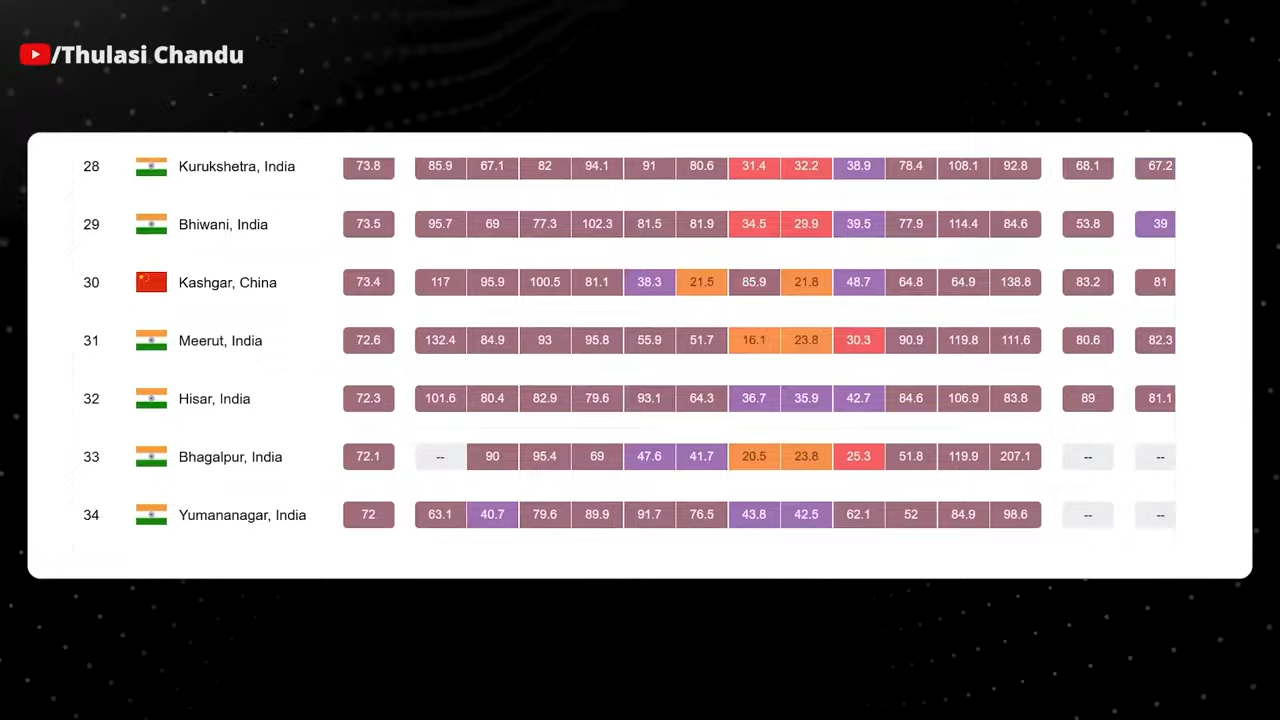 /Thulasi Chandu
28 Kurukshetra, India 73.8 85.9 67.1 82 94.1 91 80.6 31.4 32.2 38.9 78.4 108.1 92.8 68.1 67.2
29 Bhiwani, India 73.5 95.7 69 77.3 102.3 81.5 81.9 34.5 29.9 39.5 77.9 114.4 84.6 53.8 39
30 Kashgar, China 73.4 117 95.9 100.5 81.1 38.3 21.5 85.9 21.8 48.7 64.8 64.9 138.8 83.2 81
31 Meerut, India 72.6 132.4 84.9 93 95.8 55.9 51.7 16.1 23.8 30.3 90.9 119.8 111.6 80.6 82.3
32 Hisar, India 72.3 101.6 80.4 82.9 79.6 93.1 64.3 36.7 35.9 42.7 84.6 106.9 83.8 89 81.1
33 Bhagalpur, India 72.1 -- 90 95.4 69 47.6 41.7 20.5 23.8 25.3 51.8 119.9 207.1 -- --
34 Yumananagar, India 72 63.1 40.7 79.6 89.9 91.7 76.5 43.8 42.5 62.1 52 84.9 98.6 -- --